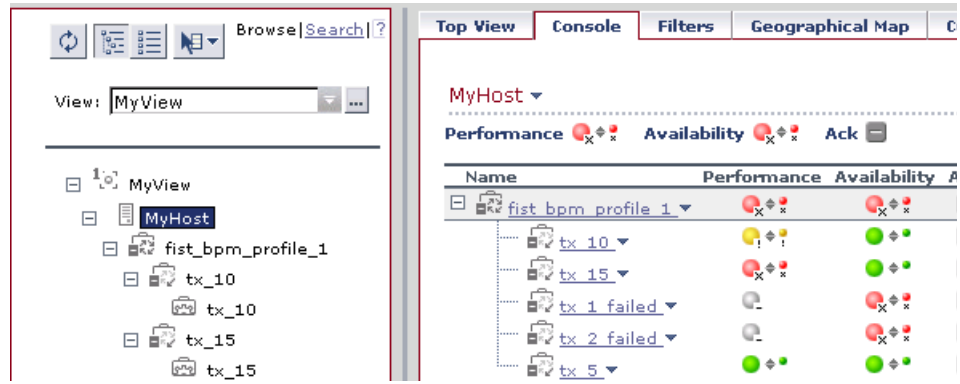 Browse|Search|?
View: MyView ...
1 MyView
MyHost
fist_bpm_profile_1
tx_10
tx_10
tx_15
tx_15
Top View Console Filters Geographical Map
MyHost
Performance Availability Ack
Name Performance Availability
fist_bpm_profile_1
tx_10
tx_15
tx_1_failed
tx_2_failed
tx_5